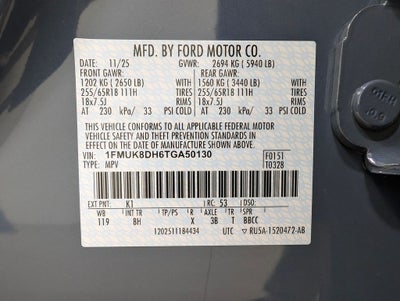 MFD. BY FORD MOTOR CO.
11/25 GVWR: 2694 KG ( 5940 LB)
FRONT GAWR: REAR GAWR:
1202 KG ( 2650 LB) 1560 KG ( 3440 LB)
WITH TIRES WITH TIRES
255/65R18 111H 255/65R18 111H
18x7.5J RIMS 18x7.5J RIMS
AT 230 kPa/ 33 PSI COLD AT 230 kPa/ 33 PSI COLD
THIS VEHICLE CONFORMS TO ALL APPLICABLE FEDERAL MOTOR
VEHICLE SAFETY AND THEFT PREVENTION STANDARDS IN
EFFECT ON THE DATE OF MANUFACTURE SHOWN ABOVE.
VIN: 1FMUK8DH6TGA50130 F0151
TYPE: MPV T0328
EXT PNT: K1 RC: 53 DSO:
WB INT TR TP/PS R AXLE TR SPR
119 8H X 3B T BBCC
1202511184434 UTC RU5A-1520472-AB